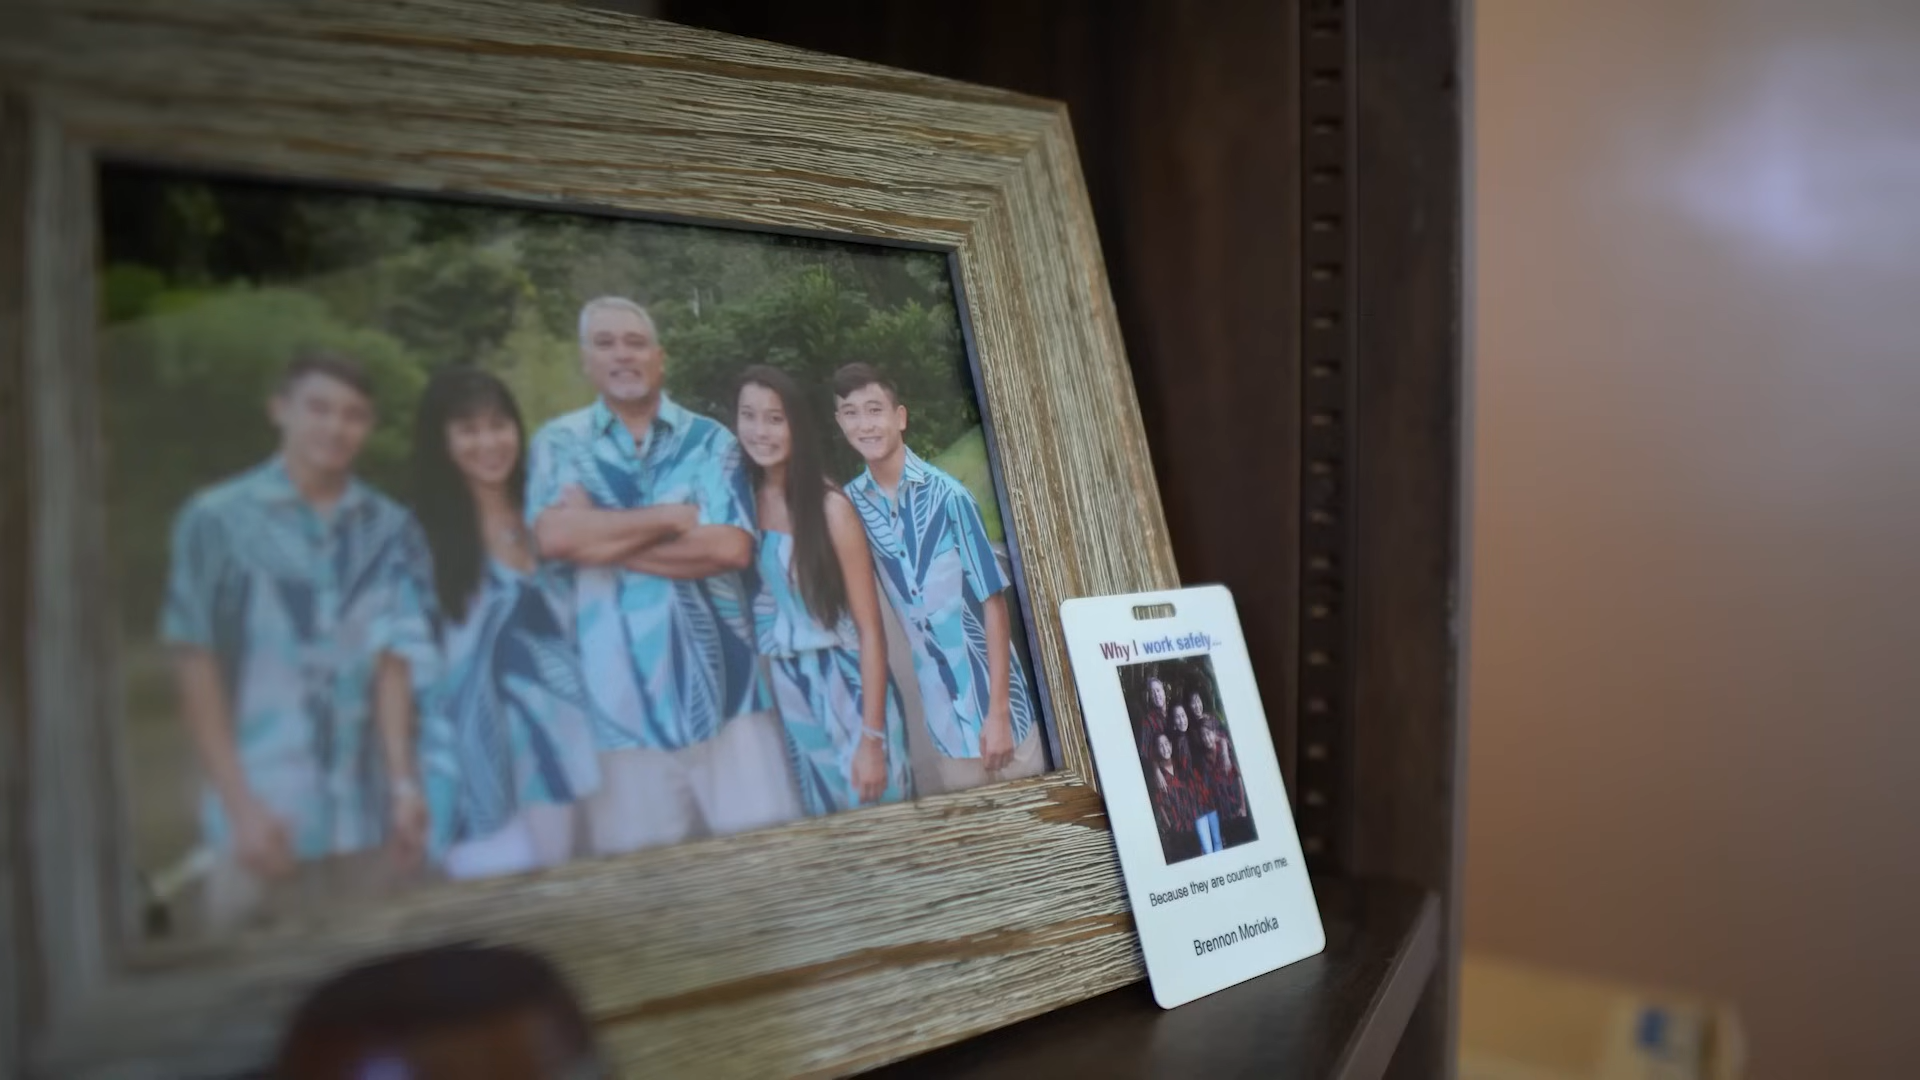 Why I work safely...
Because they are counting on me.
Brennon Morioka